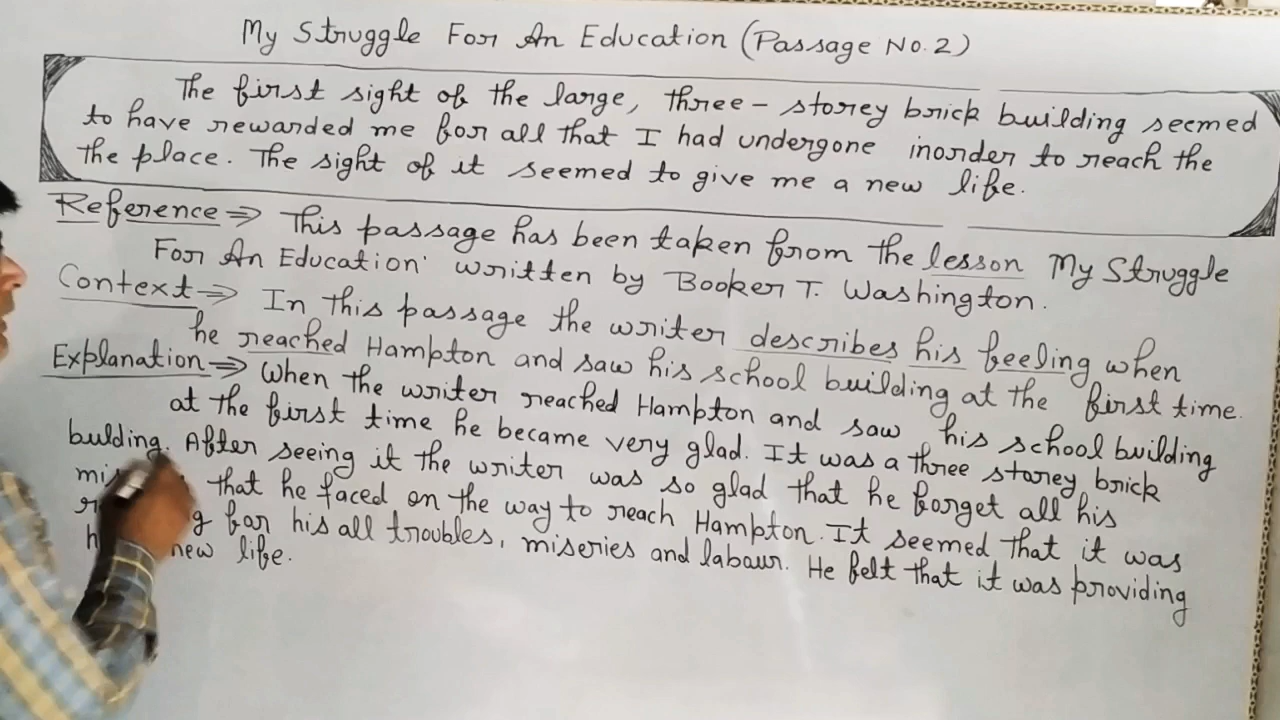 My Struggle For An Education (Passage No. 2)
The first sight of the large, three-storey brick building seemed
to have rewarded me for all that I had undergone inorder to reach the
the place. The sight of it seemed to give me a new life.
Reference ⇒ This passage has been taken from the lesson My Struggle
For An Education written by Booker T. Washington.
Context ⇒ In this passage the writer describes his feeling when
he reached Hampton and saw his school building at the first time.
Explanation ⇒ When the writer reached Hampton and saw his school building
at the first time he became very glad. It was a three storey brick
bulding. After seeing it the writer was so glad that he forget all his
that he faced on the way to reach Hampton. It seemed that it was
for his all troubles, miseries and labour. He felt that it was providing
new life.